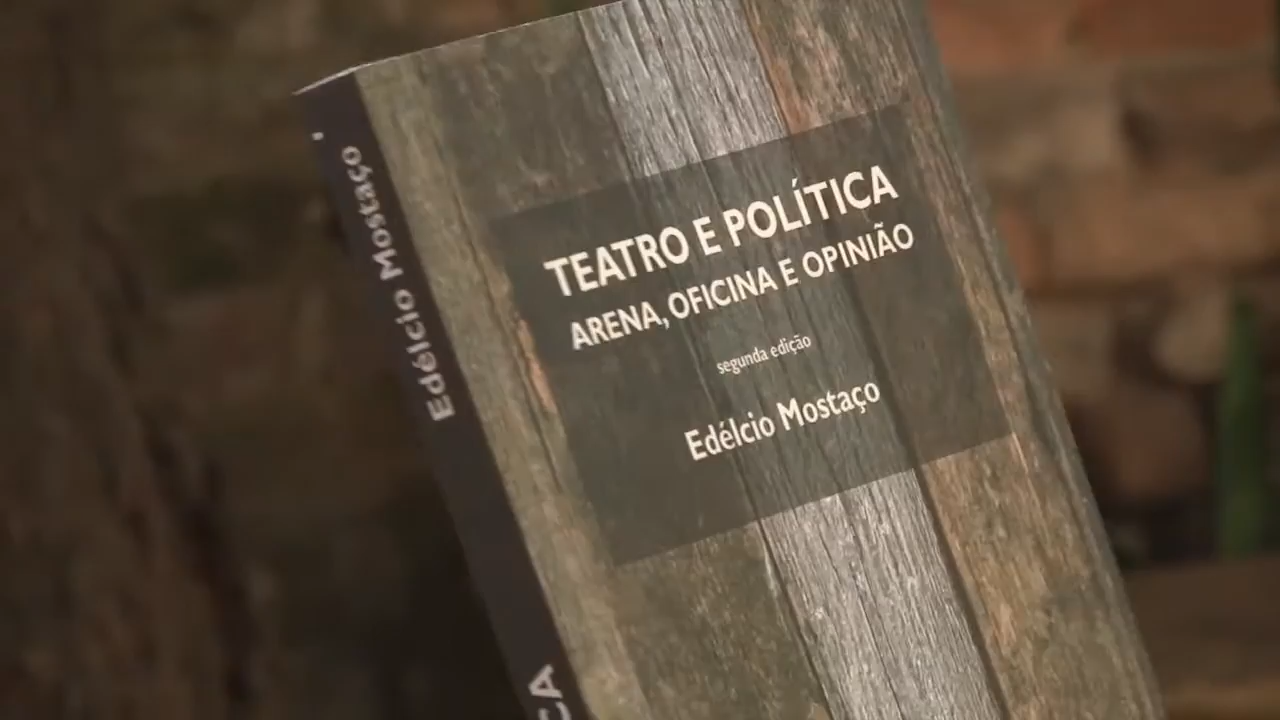 TEATRO E POLÍTICA
ARENA, OFICINA E OPINIÃO
segunda edição
Edélcio Mostaço
Edélcio Mostaço